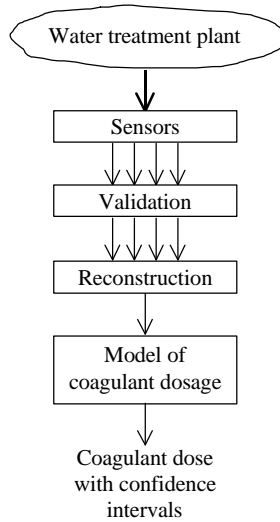 Water treatment plant
Sensors
Validation
Reconstruction
Model of
coagulant dosage
Coagulant dose
with confidence
intervals